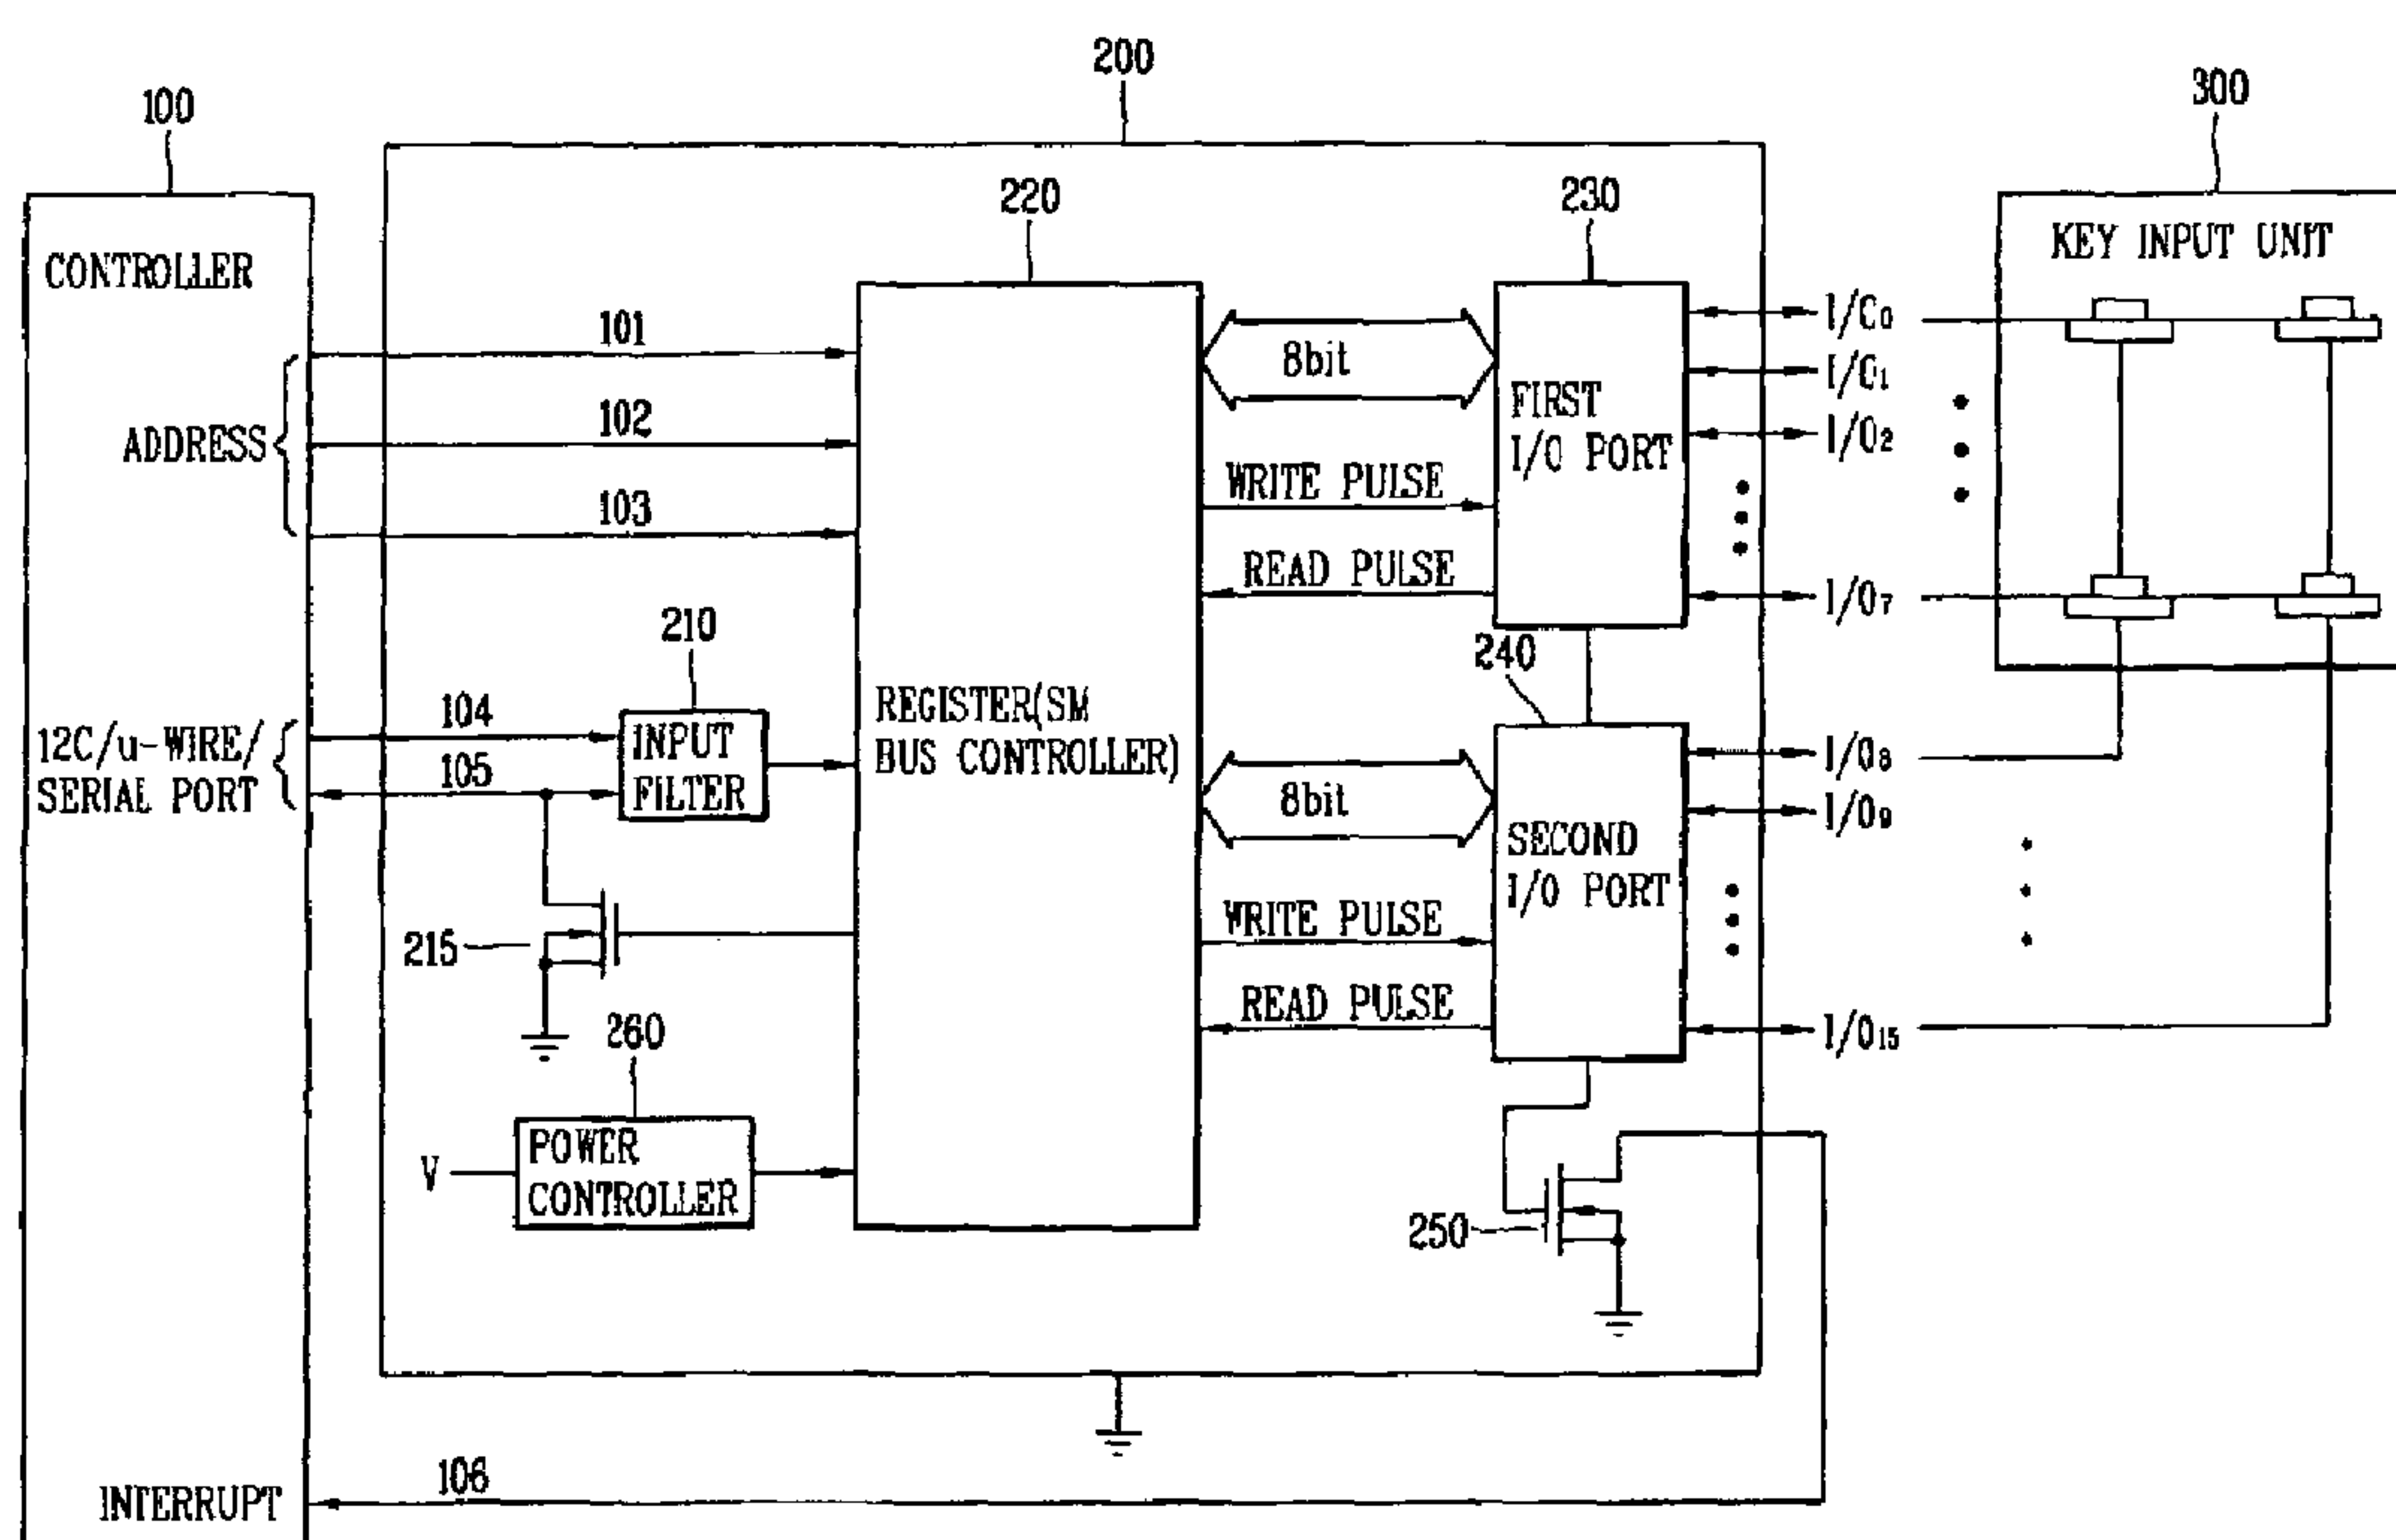 200
100
300
220
230
CONTROLLER
KEY INPUT UNIT
101
8bit
I/O0
I/O1
ADDRESS
102
FIRST
I/O PORT
I/O2
WRITE PULSE
103
READ PULSE
I/O7
210
240
104
12C/u-WIRE/
SERIAL PORT
105
INPUT
FILTER
REGISTER(SM
BUS CONTROLLER)
8bit
I/O8
I/O9
SECOND
I/O PORT
215
WRITE PULSE
READ PULSE
I/O15
260
V
POWER
CONTROLLER
250
106
INTERRUPT